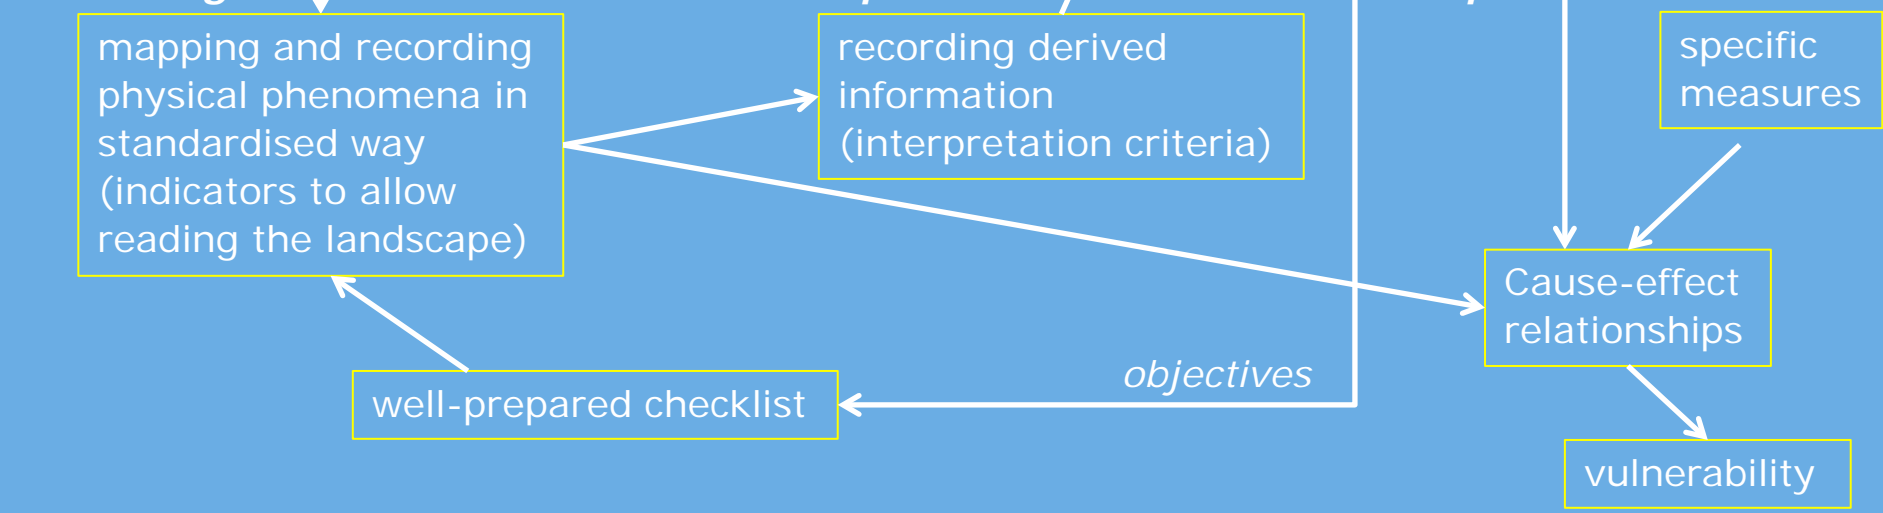 mapping and recording
physical phenomena in
standardised way
(indicators to allow
reading the landscape)
recording derived
information
(interpretation criteria)
specific
measures
Cause-effect
relationships
objectives
well-prepared checklist
vulnerability